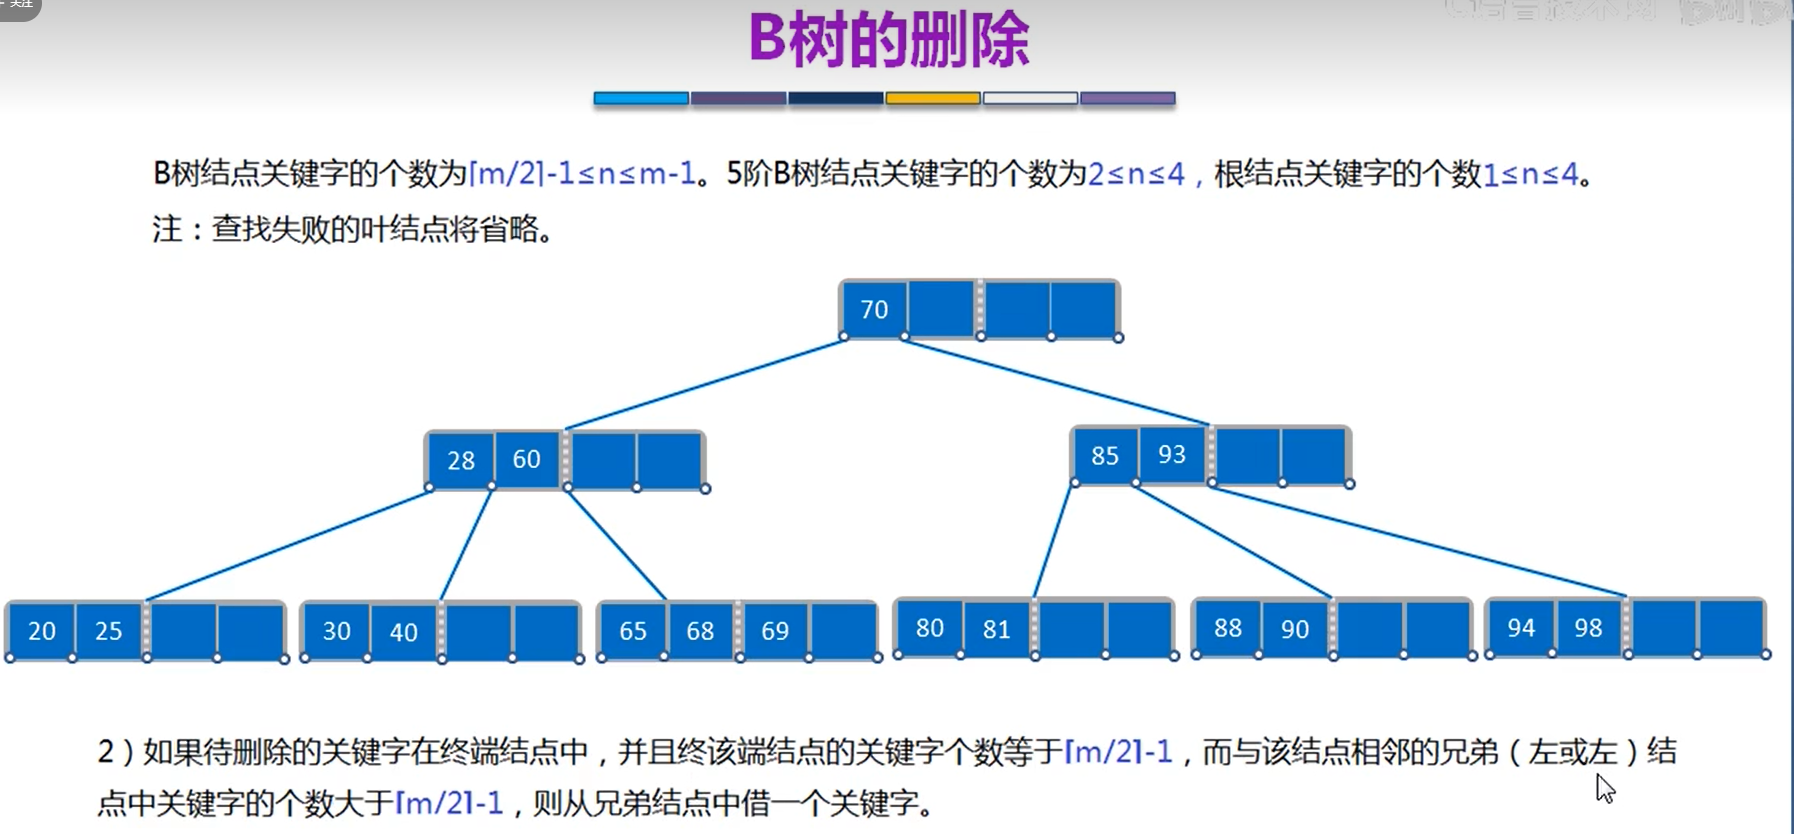 关注
B树的删除
B树结点关键字的个数为⌈m/2⌉-1≤n≤m-1。5阶B树结点关键字的个数为2≤n≤4，根结点关键字的个数1≤n≤4。
注：查找失败的叶结点将省略。
70
28 60
85 93
20 25
30 40
65 68 69
80 81
88 90
94 98
2）如果待删除的关键字在终端结点中，并且终该端结点的关键字个数等于⌈m/2⌉-1，而与该结点相邻的兄弟（左或左）结
点中关键字的个数大于⌈m/2⌉-1，则从兄弟结点中借一个关键字。